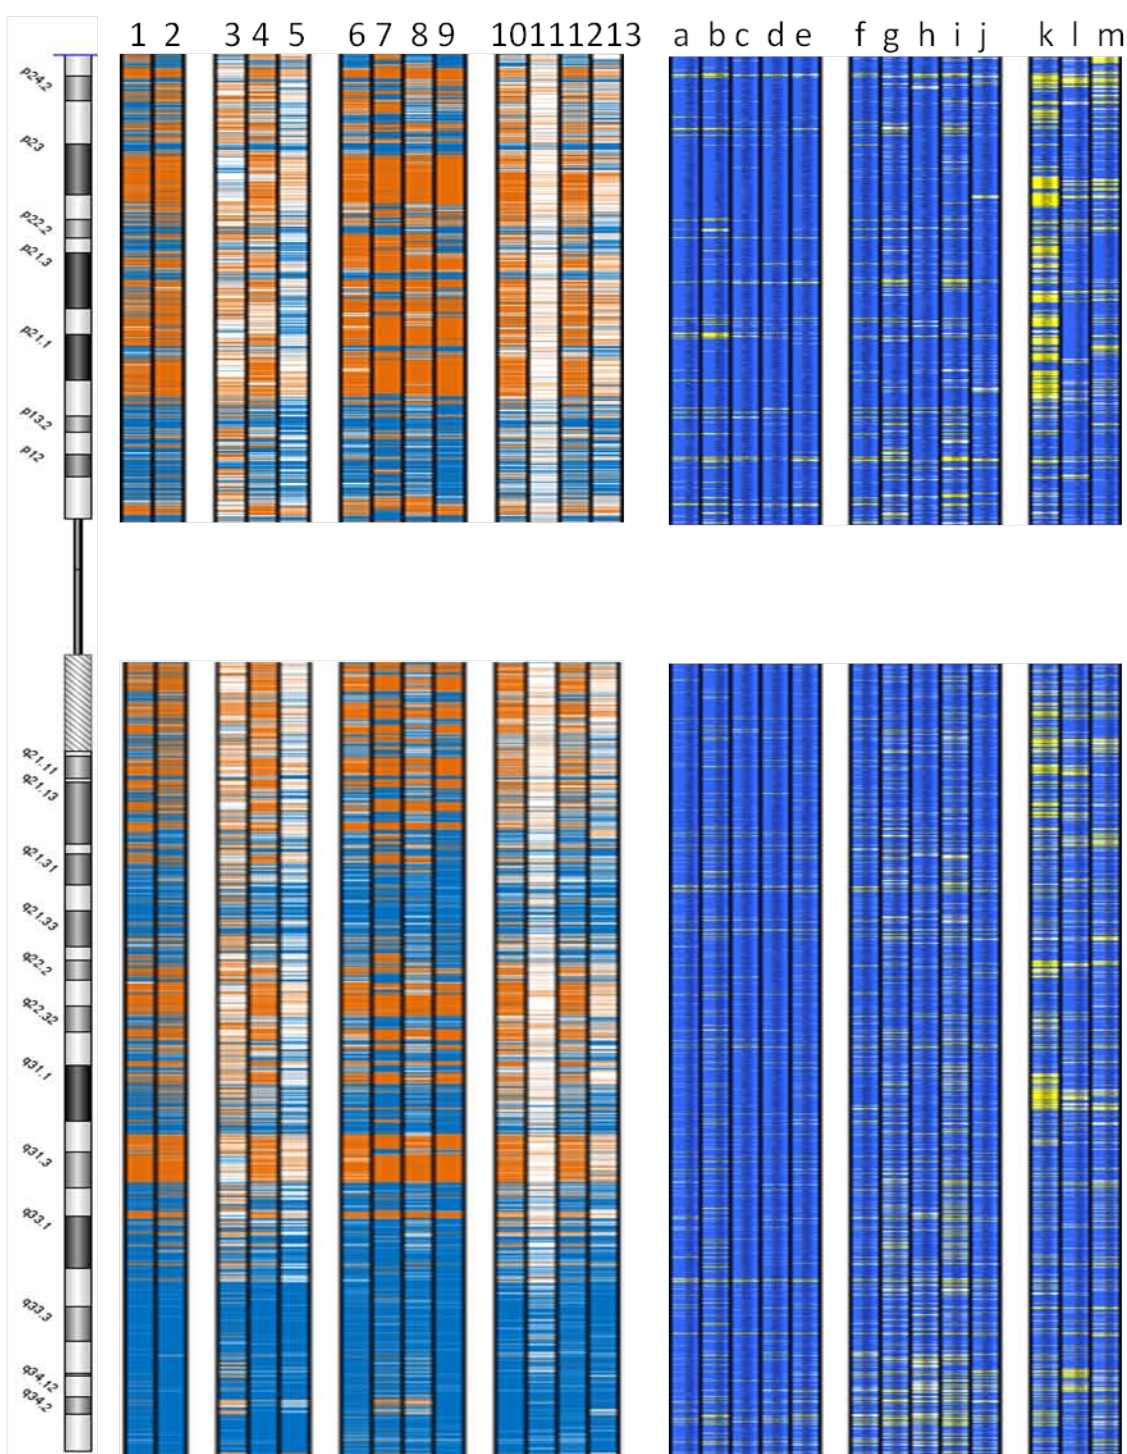 1 2 3 4 5 6 7 8 9 10 11 12 13 a b c d e f g h i j k l m
p24.2
p23
p22.2
p21.3
p21.1
p13.2
p12
q21.11
q21.13
q21.31
q21.33
q22.2
q22.32
q31.1
q31.3
q33.1
q33.3
q34.12
q34.2